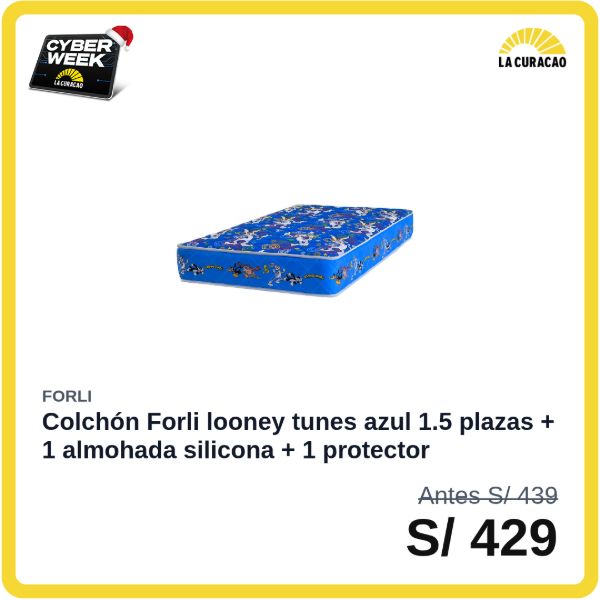 CYBER
WEEK
LA CURACAO
LA CURACAO
FORLI
Colchón Forli looney tunes azul 1.5 plazas +
1 almohada silicona + 1 protector
Antes S/ 439
S/ 429